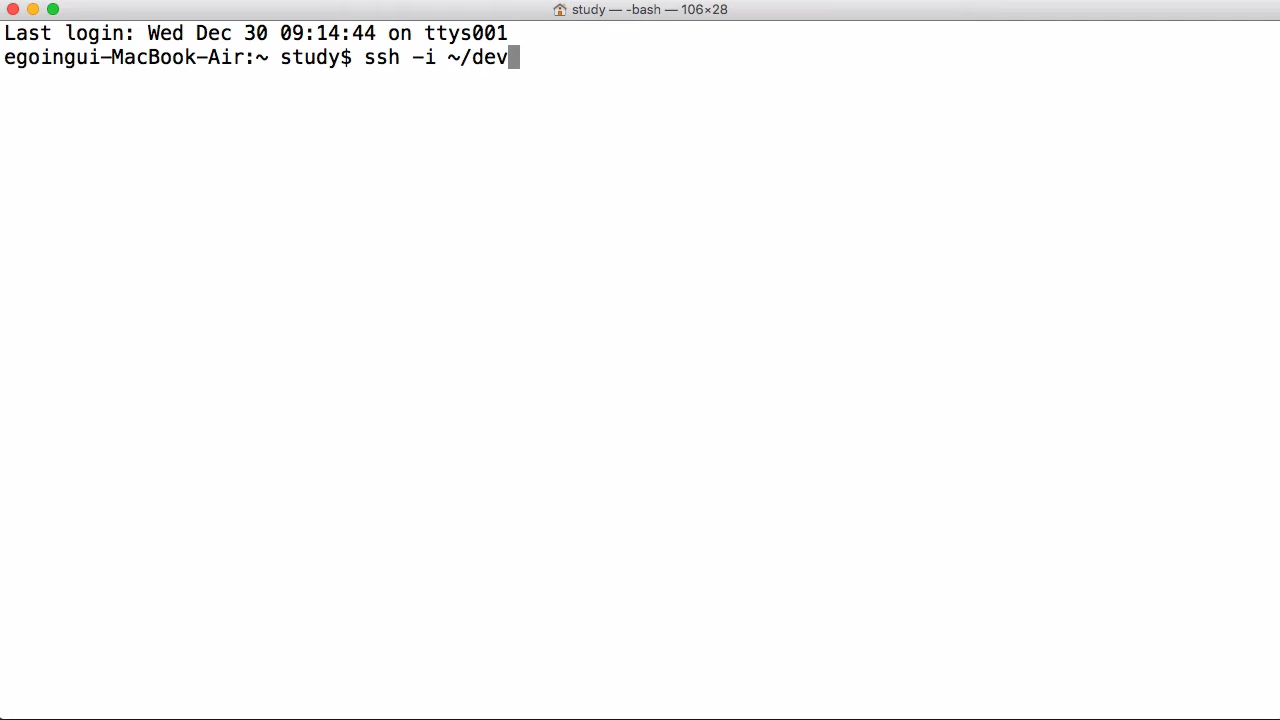 study — -bash — 106×28
Last login: Wed Dec 30 09:14:44 on ttys001
egoingui-MacBook-Air:~ study$ ssh -i ~/dev